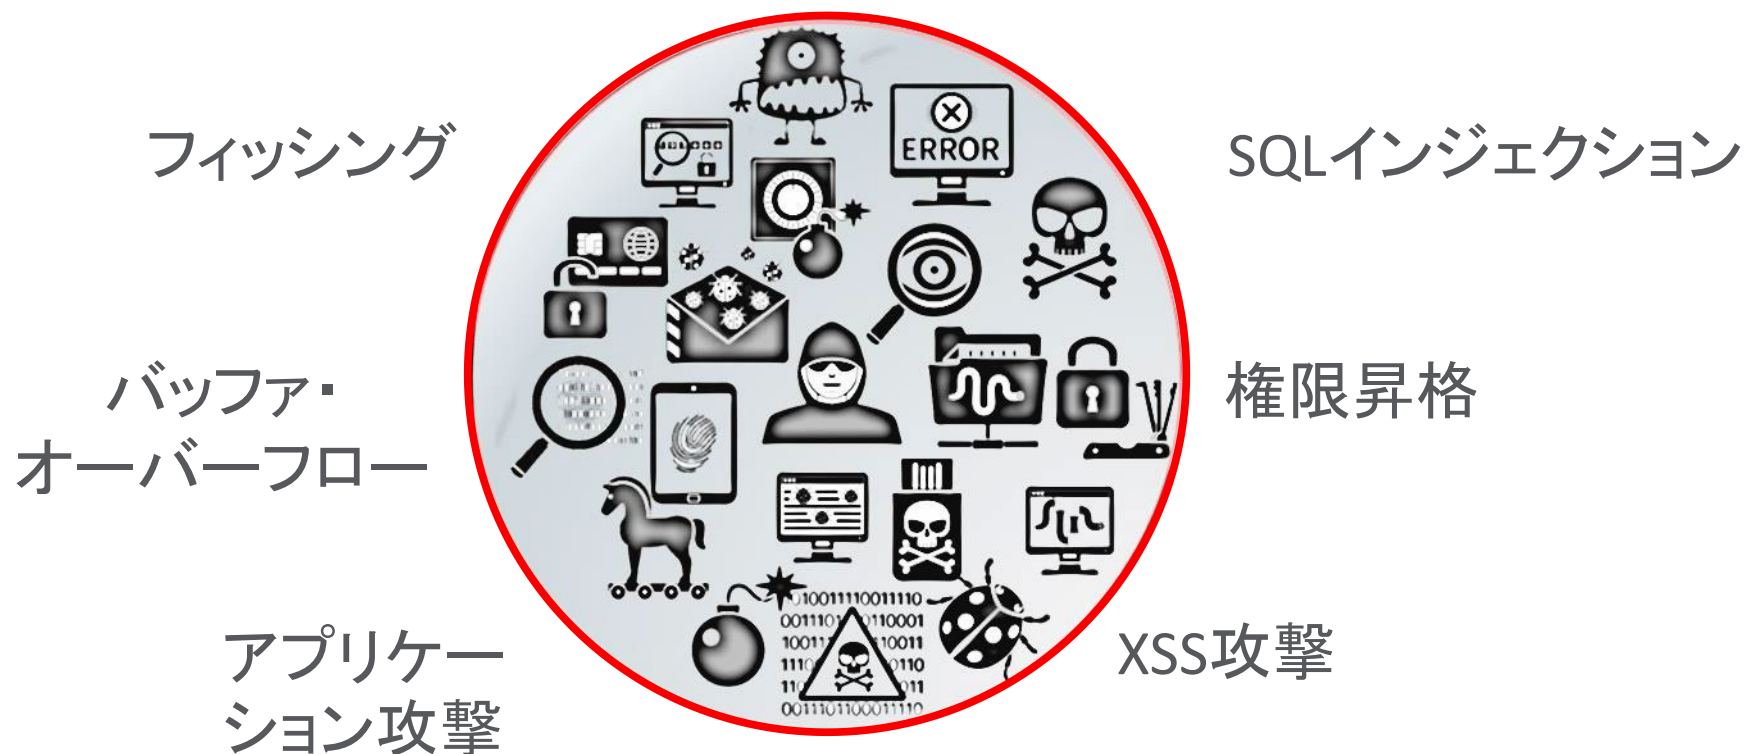 フィッシング
SQLインジェクション
ERROR
バッファ・
オーバーフロー
権限昇格
アプリケー
ション攻撃
XSS攻撃
1001111001110